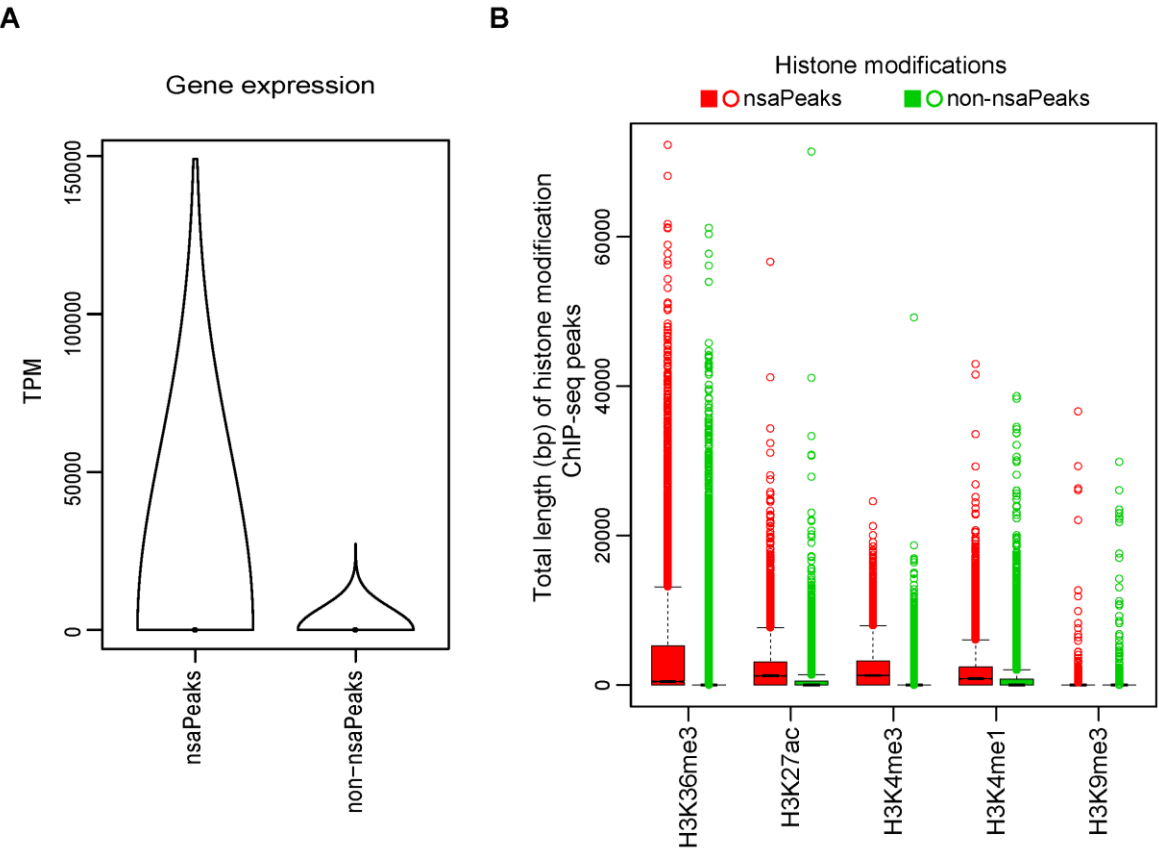 A
B
Gene expression
TPM
150000
100000
50000
0
nsaPeaks
non-nsaPeaks
Histone modifications
nsaPeaks
non-nsaPeaks
Total length (bp) of histone modification
ChIP-seq peaks
60000
40000
20000
0
H3K36me3
H3K27ac
H3K4me3
H3K4me1
H3K9me3